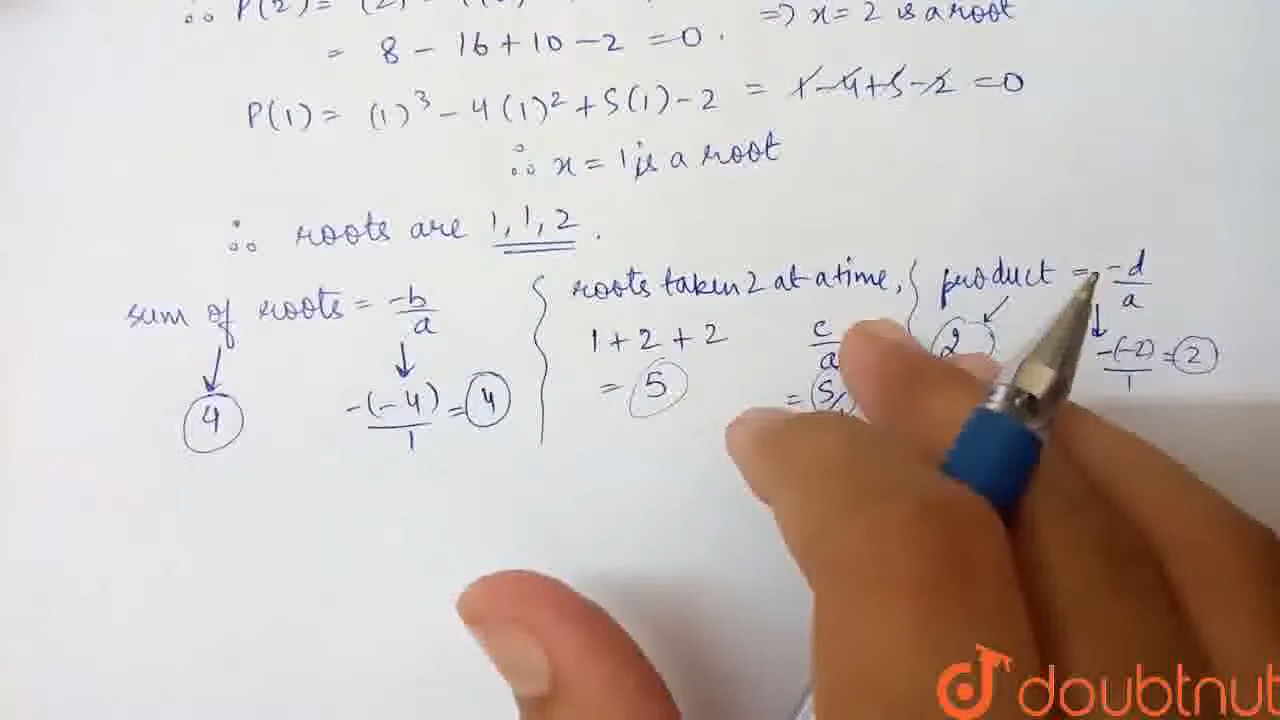 ∴ P(2) =
⇒ x = 2 is a root
= 8 - 16 + 10 - 2 = 0.
P(1) = (1)³ - 4(1)² + 5(1) - 2 = 1 - 4 + 5 - 2 = 0
∴ x = 1 is a root
∴ roots are 1, 1, 2.
sum of roots = -b/a
4
-(-4)/1 = 4
roots taken 2 at a time,
1 + 2 + 2
= 5
c/a
= 5/1
product = -d/a
2
-(-2)/1 = 2
doubtnut